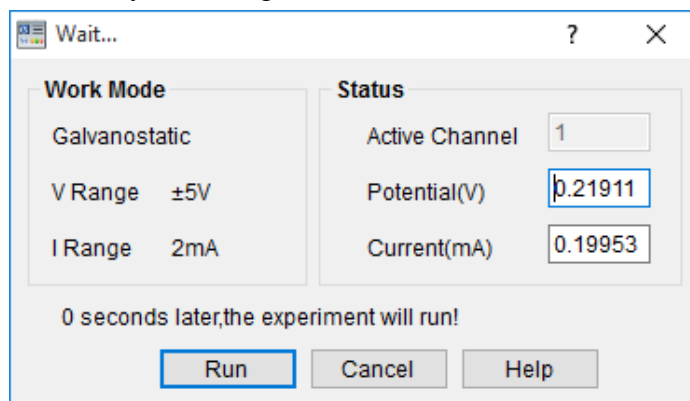 Wait...
?
Work Mode
Galvanostatic
V Range ±5V
I Range 2mA
Status
Active Channel 1
Potential(V) 0.21911
Current(mA) 0.19953
0 seconds later,the experiment will run!
Run Cancel Help